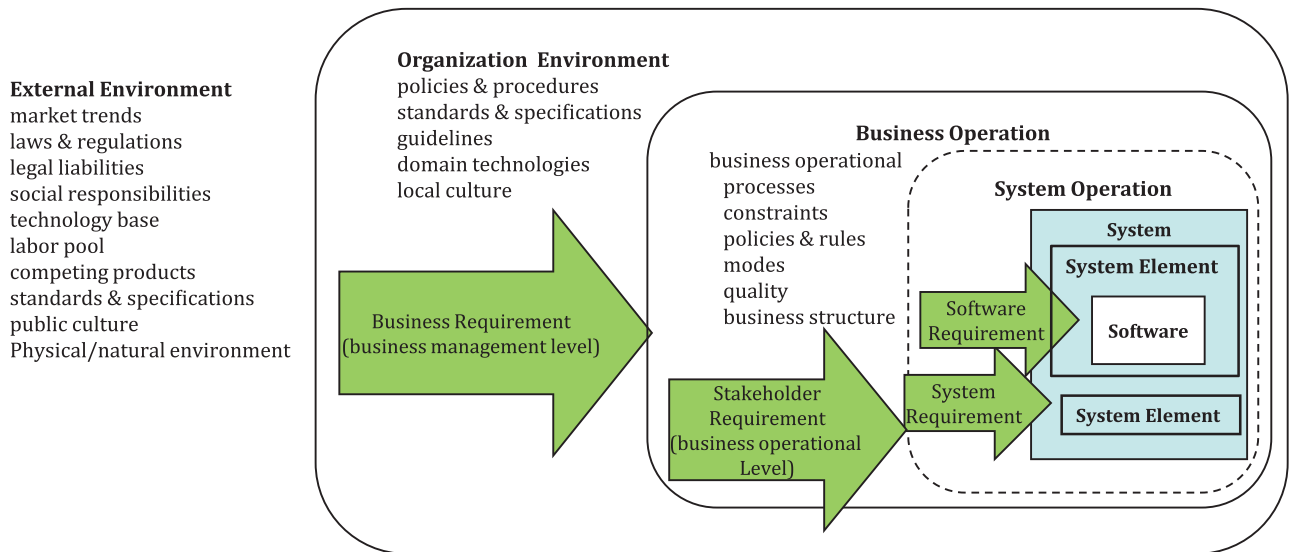 External Environment
market trends
laws & regulations
legal liabilities
social responsibilities
technology base
labor pool
competing products
standards & specifications
public culture
Physical/natural environment
Organization Environment
policies & procedures
standards & specifications
guidelines
domain technologies
local culture
Business Requirement
(business management level)
Business Operation
business operational
processes
constraints
policies & rules
modes
quality
business structure
Stakeholder
Requirement
(business operational
Level)
System Operation
System
System Element
Software
Software
Requirement
System
Requirement
System Element